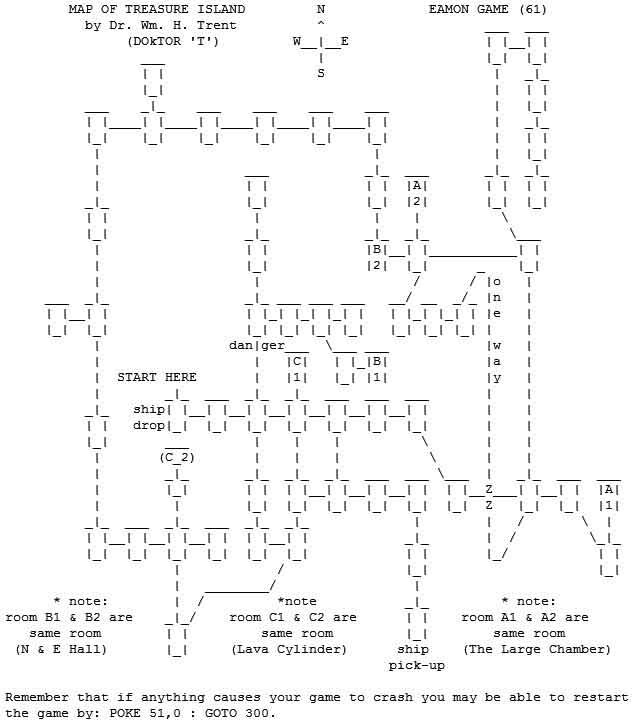 MAP OF TREASURE ISLAND N EAMON GAME (61)
by Dr. Wm. H. Trent ^
(DOkTOR 'T') W__|__E
S
A
2
B
2
o
n
e
danger w
C B a
1 1 y
START HERE
ship
drop
(C_2)
Z A
Z 1
* note: *note * note:
room B1 & B2 are room C1 & C2 are room A1 & A2 are
same room same room same room
(N & E Hall) (Lava Cylinder) ship (The Large Chamber)
pick-up
Remember that if anything causes your game to crash you may be able to restart
the game by: POKE 51,0 : GOTO 300.